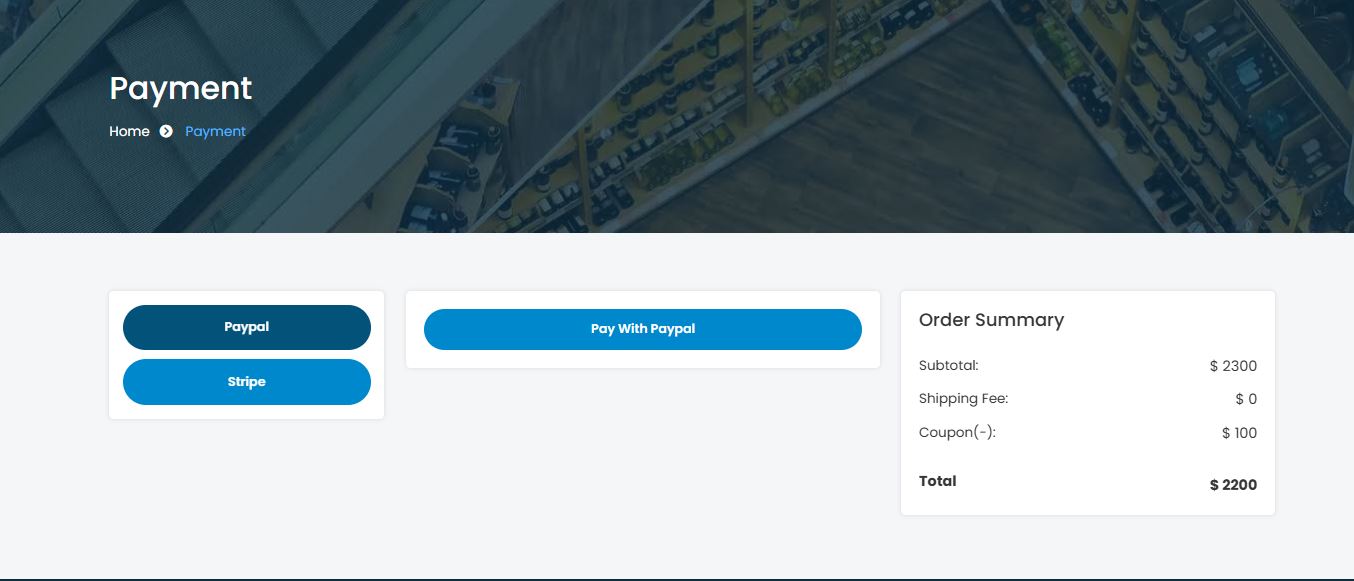 Payment
Home Payment
Paypal
Stripe
Pay With Paypal
Order Summary
Subtotal: $ 2300
Shipping Fee: $ 0
Coupon(-): $ 100
Total $ 2200